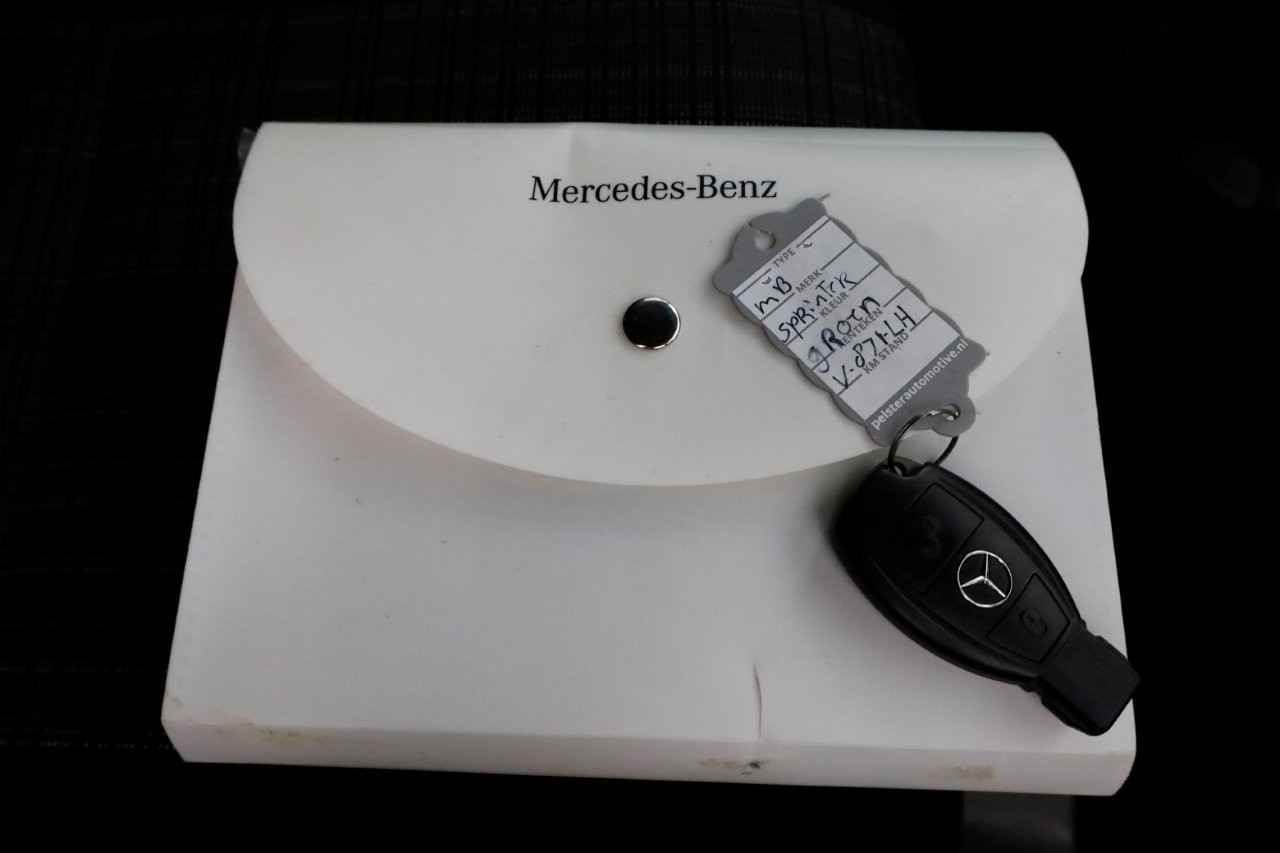 Mercedes-Benz
TYPE
MB
MERK
SPRiNTER
KLEUR
gROEN
KENTEKEN
V-871-LH
KM STAND
pelsterautomotive.nl